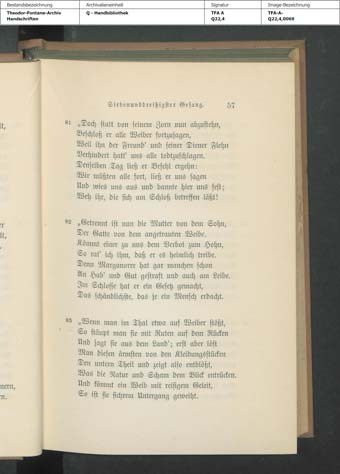 Bestandsbezeichnung
Archivalieneinheit
Signatur
Image-Bezeichnung
Theodor-Fontane-Archiv
Handschriften
Q - Handbibliothek
TFA A
Q22,4
TFA-A-
Q22,4,0069
Siebenunddreißigster Gesang. 57
81 „Doch statt von seinem Zorn nun abzustehn,
Beschloß er alle Weiber fortzujagen,
Weil ihn der Freund' und seiner Diener Flehn
Verhindert hatt' uns alle todtzuschlagen.
Denselben Tag ließ er Befehl ergehn:
Wir müßten alle fort, ließ er uns sagen
Und wies uns aus und bannte hier uns fest;
Weh ihr, die sich am Schloß betreffen läßt!
82 „Getrennt ist nun die Mutter von dem Sohn,
Der Gatte von dem angetrauten Weibe.
Kömmt einer zu uns dem Verbot zum Hohn,
So rat' ich ihm, daß er es heimlich treibe.
Denn Marganorre hat gar manchen schon
An Hab' und Gut gestraft und auch am Leibe.
Im Schlosse hat er ein Gesetz gemacht,
Das schändlichste, das je ein Mensch erdacht.
83 „Wenn man im Thal etwa auf Weiber stößt,
So stäupt man sie mit Ruten auf den Rücken
Und jagt sie aus dem Land'; erst aber löst
Man diesen ärmsten von den Kleidungsstücken
Den untern Theil und zeigt also entblößt,
Was die Natur und Scham dem Blick entrücken.
Und kömmt ein Weib mit reisigem Geleit,
So ist sie sicherm Untergang geweiht.